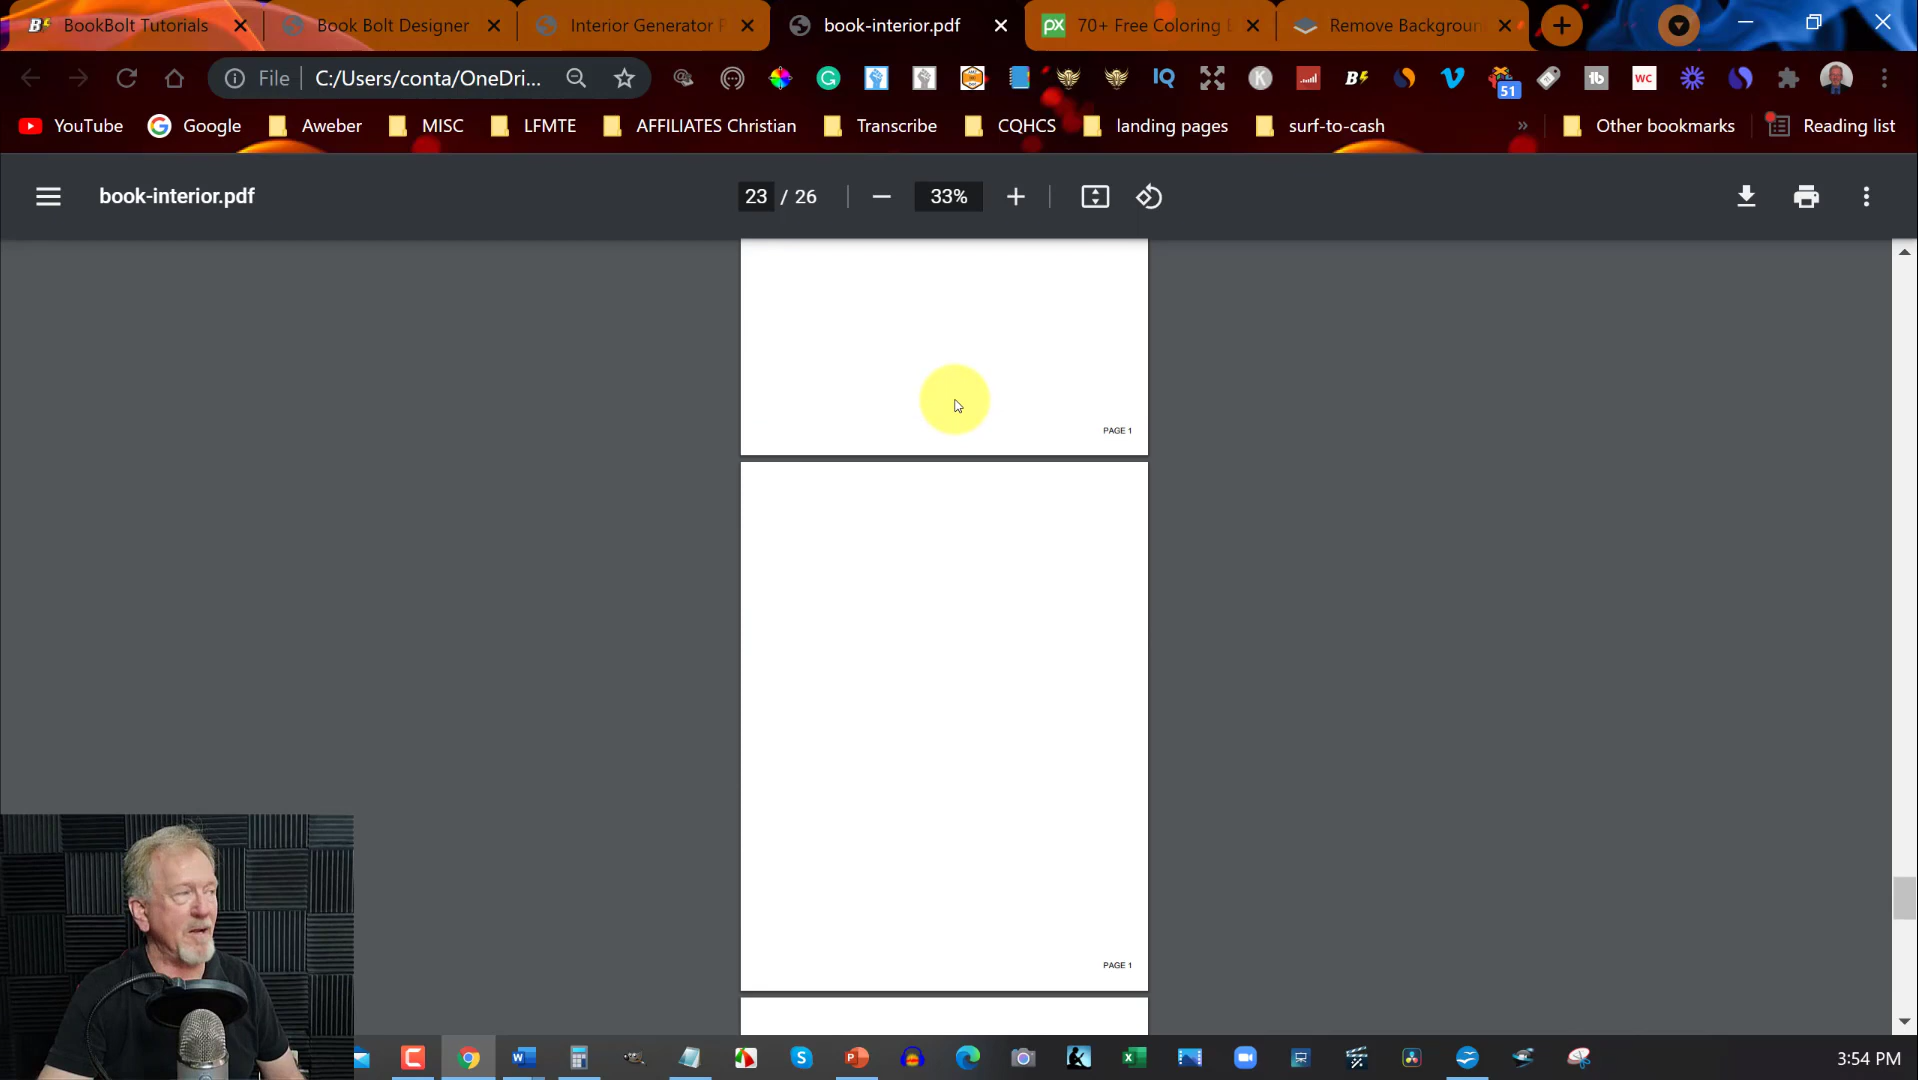 BookBolt Tutorials
Book Bolt Designer
Interior Generator P
book-interior.pdf
70+ Free Coloring L
Remove Backgroun
File C:/Users/conta/OneDri...
51
YouTube
Google
Aweber
MISC
LFMTE
AFFILIATES Christian
Transcribe
CQHCS
landing pages
surf-to-cash
»
Other bookmarks
Reading list
book-interior.pdf
23 / 26
33%
PAGE 1
PAGE 1
3:54 PM